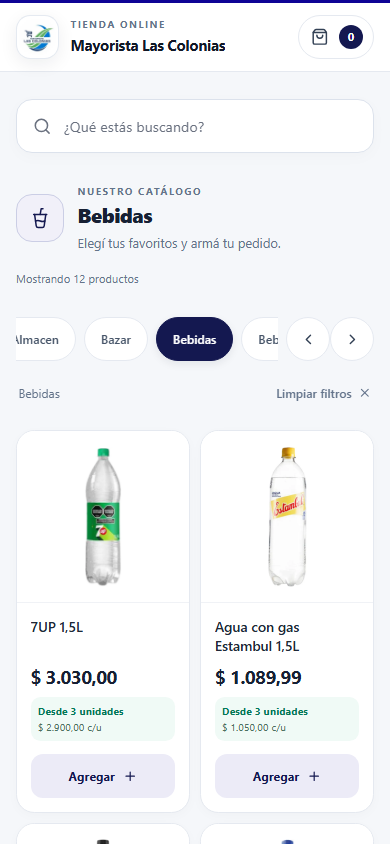 TIENDA ONLINE
Mayorista Las Colonias
0
¿Qué estás buscando?
NUESTRO CATÁLOGO
Bebidas
Elegí tus favoritos y armá tu pedido.
Mostrando 12 productos
Almacen
Bazar
Bebidas
Beb
Bebidas
Limpiar filtros ×
7UP 1,5L
$ 3.030,00
Desde 3 unidades
$ 2.900,00 c/u
Agregar +
Agua con gas
Estambul 1,5L
$ 1.089,99
Desde 3 unidades
$ 1.050,00 c/u
Agregar +